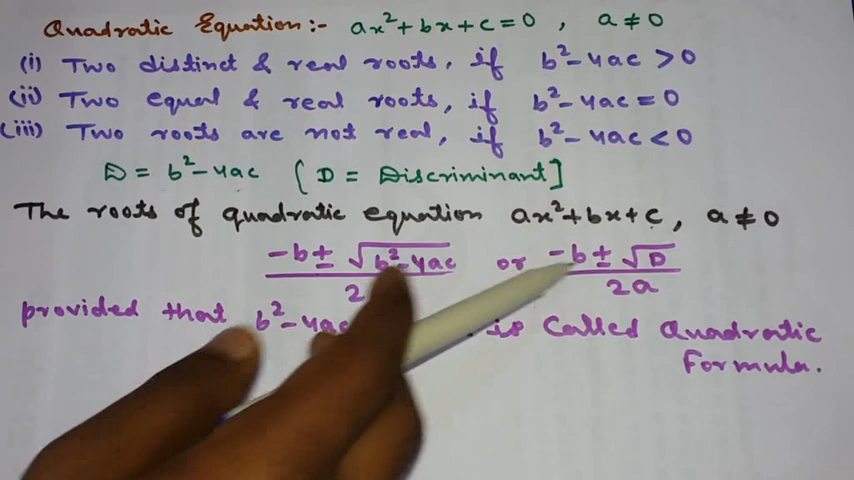 Quadratic Equation:- ax²+bx+c=0 , a≠0
(i) Two distinct & real roots, if b²-4ac >0
(ii) Two equal & real roots, if b²-4ac =0
(iii) Two roots are not real, if b²-4ac <0
D = b²-4ac [D = Discriminant]
The roots of quadratic equation ax²+bx+c, a≠0
-b± √b²-4ac / 2 or -b± √D / 2a
provided that b²-4ac is called Quadratic
Formula.